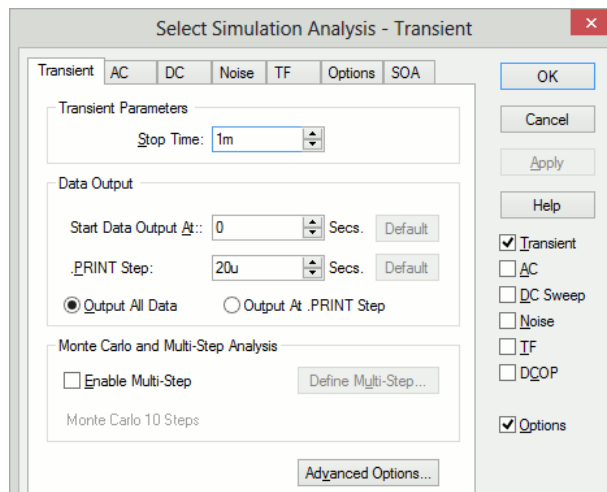 Select Simulation Analysis - Transient
Transient AC DC Noise TF Options SOA
Transient Parameters
Stop Time: 1m
Data Output
Start Data Output At:: 0 Secs. Default
.PRINT Step: 20u Secs. Default
Output All Data Output At .PRINT Step
Monte Carlo and Multi-Step Analysis
Enable Multi-Step Define Multi-Step...
Monte Carlo 10 Steps
Advanced Options...
OK
Cancel
Apply
Help
Transient
AC
DC Sweep
Noise
TF
DCOP
Options